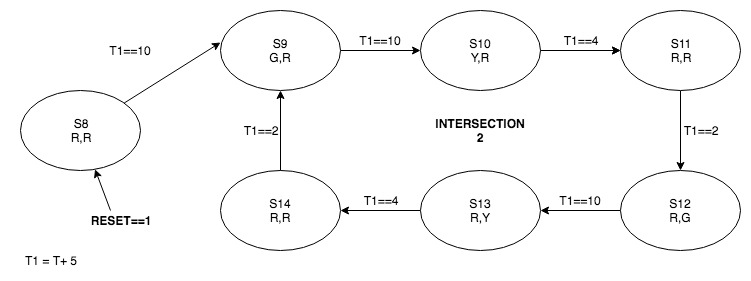 T1==10
S9
G,R
T1==10
S10
Y,R
T1==4
S11
R,R
S8
R,R
T1==2
INTERSECTION
2
T1==2
RESET==1
S14
R,R
T1==4
S13
R,Y
T1==10
S12
R,G
T1 = T+ 5